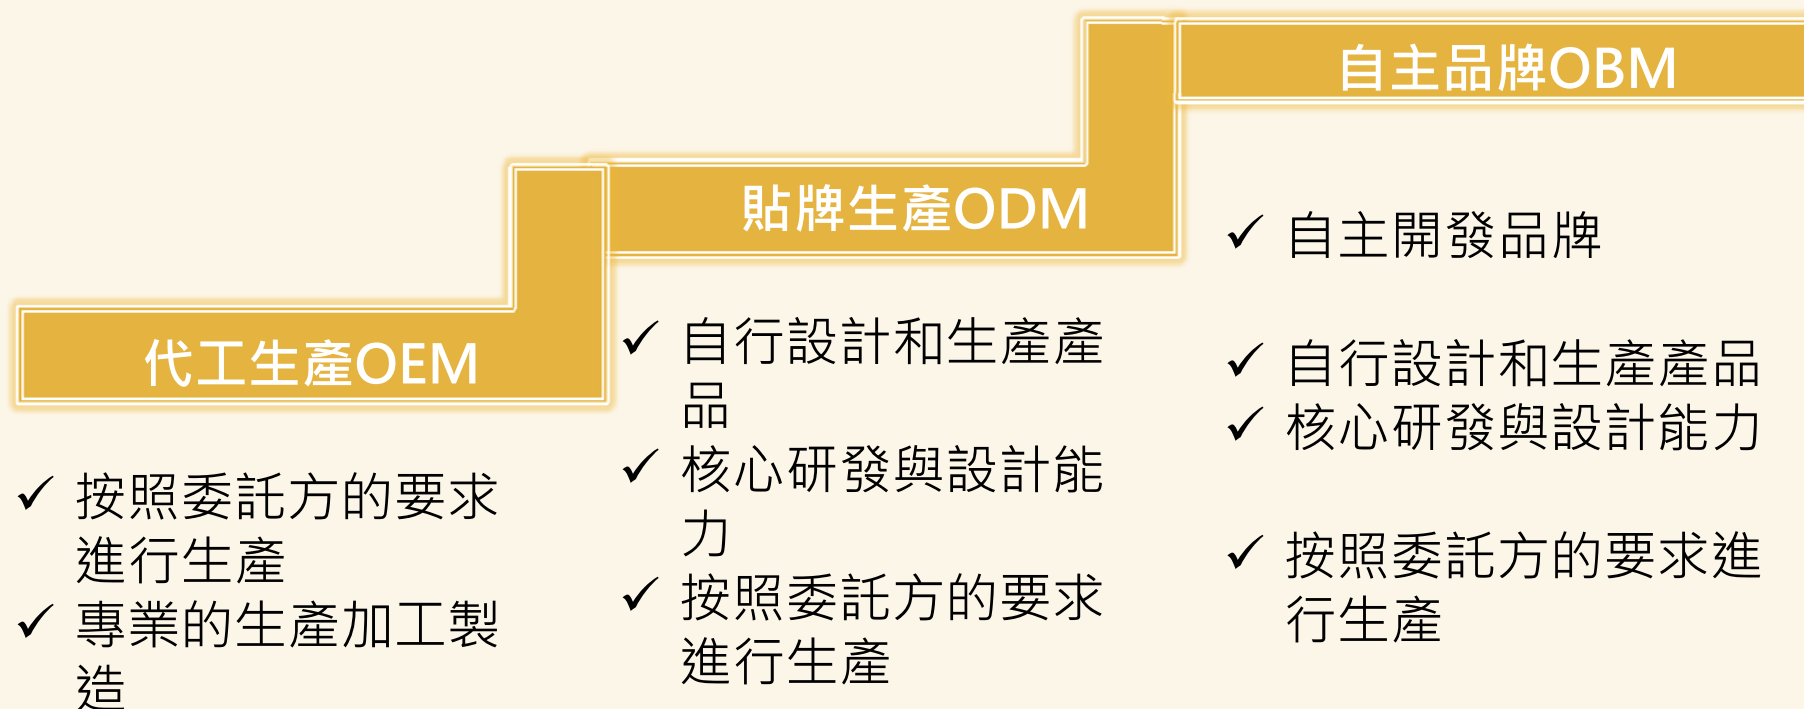 代工生產OEM
✓ 按照委託方的要求
進行生產
✓ 專業的生產加工製
造
貼牌生產ODM
✓ 自行設計和生產產
品
✓ 核心研發與設計能
力
✓ 按照委託方的要求
進行生產
自主品牌OBM
✓ 自主開發品牌
✓ 自行設計和生產產品
✓ 核心研發與設計能力
✓ 按照委託方的要求進
行生產